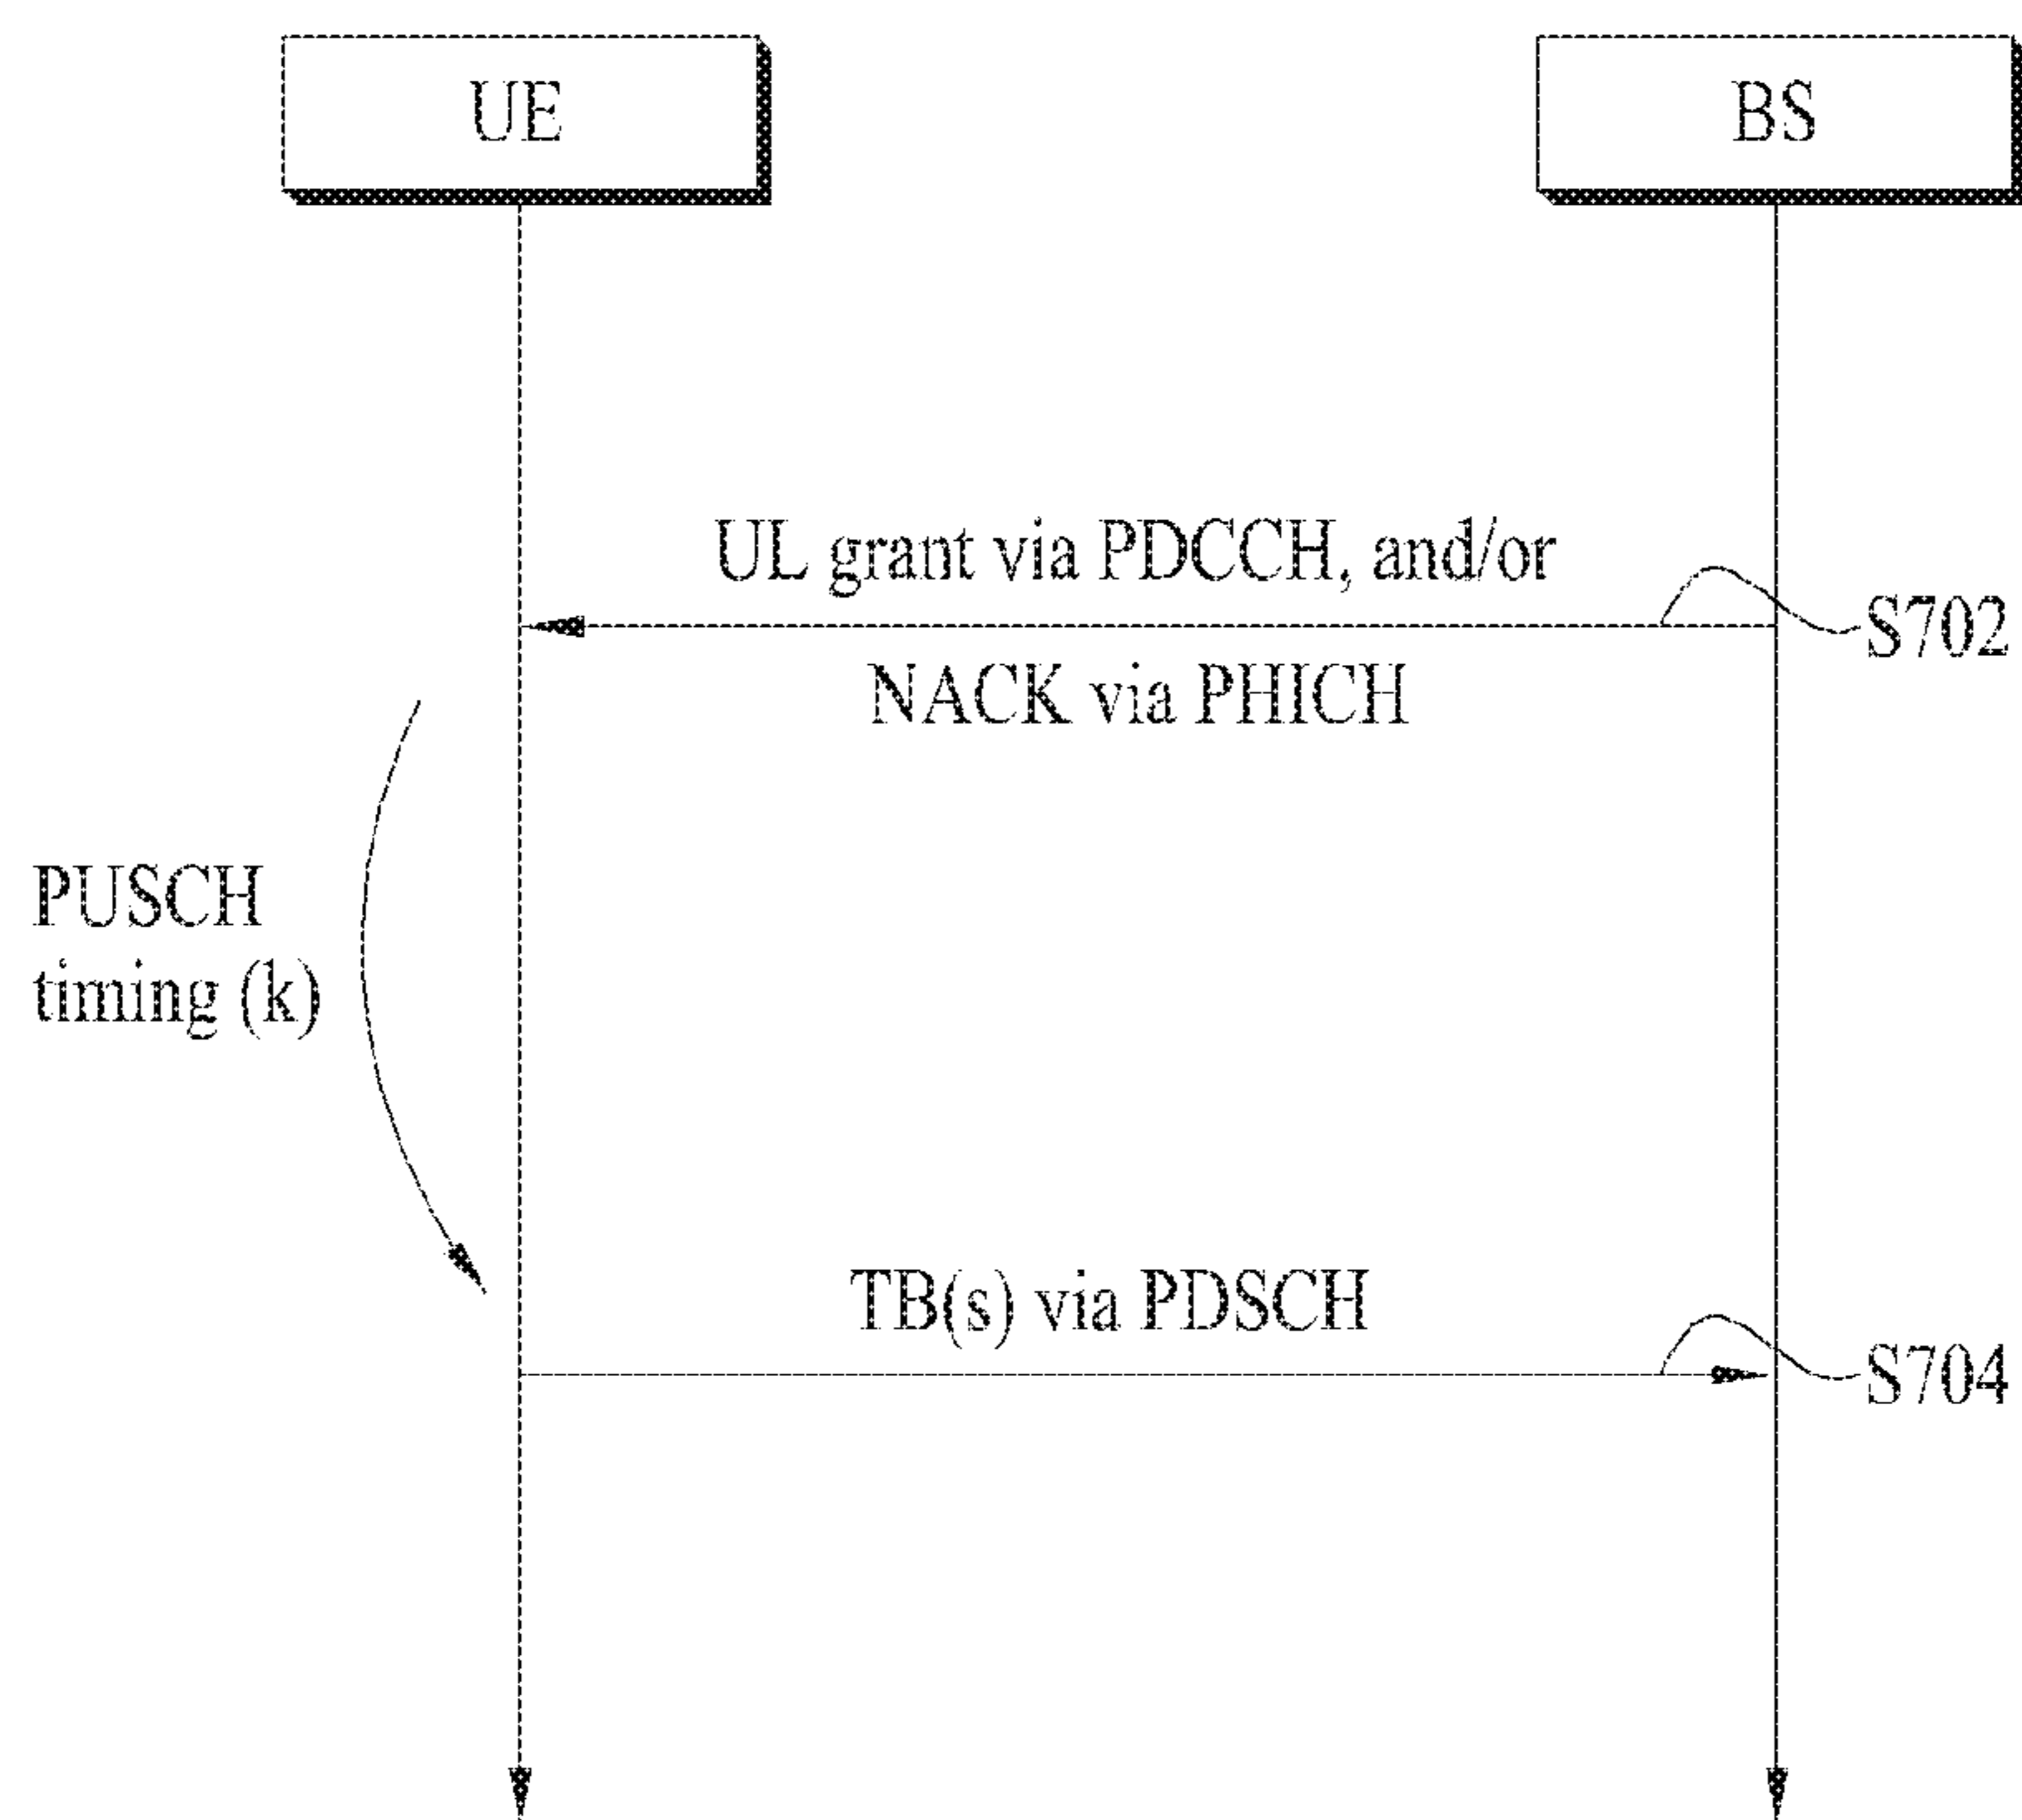 UE
BS
UL grant via PDCCH, and/or
S702
NACK via PHICH
PUSCH
timing (k)
TB(s) via PDSCH
S704